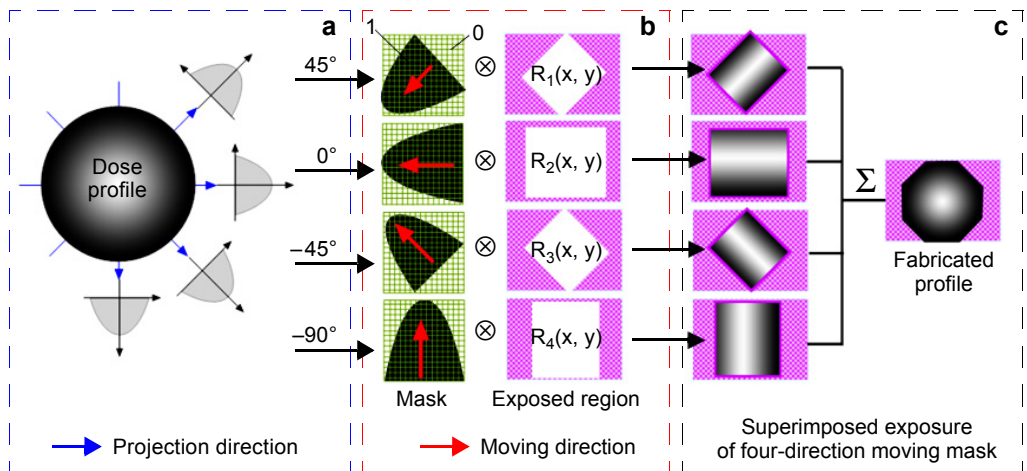 a
Dose
profile
45°
0°
−45°
−90°
Projection direction
b
1
0
⊗
R1(x, y)
⊗
R2(x, y)
⊗
R3(x, y)
⊗
R4(x, y)
Mask
Exposed region
Moving direction
c
Σ
Fabricated
profile
Superimposed exposure
of four-direction moving mask